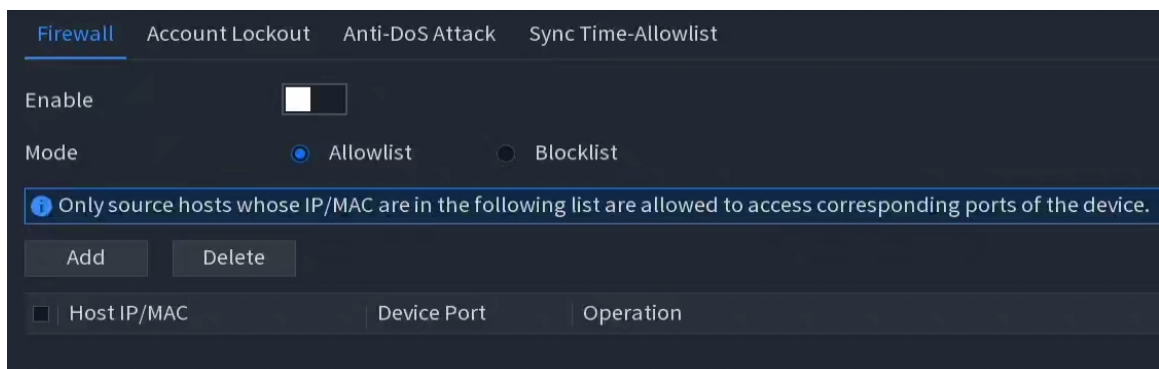 Firewall Account Lockout Anti-DoS Attack Sync Time-Allowlist
Enable
Mode Allowlist Blocklist
Only source hosts whose IP/MAC are in the following list are allowed to access corresponding ports of the device.
Add Delete
Host IP/MAC Device Port Operation